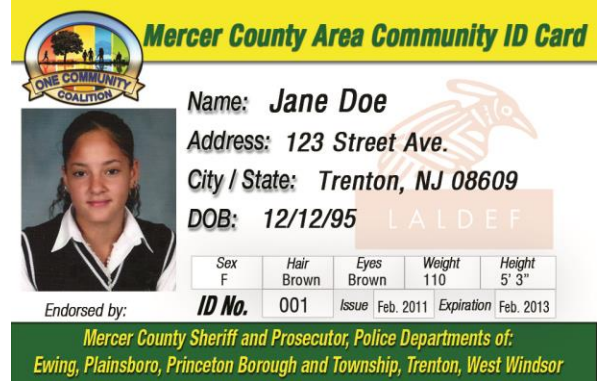 Mercer County Area Community ID Card
ONE COMMUNITY
COALITION
Name: Jane Doe
Address: 123 Street Ave.
City / State: Trenton, NJ 08609
DOB: 12/12/95
LALDEF
Sex Hair Eyes Weight Height
F Brown Brown 110 5' 3"
Endorsed by:
ID No. 001 Issue Feb. 2011 Expiration Feb. 2013
Mercer County Sheriff and Prosecutor, Police Departments of:
Ewing, Plainsboro, Princeton Borough and Township, Trenton, West Windsor